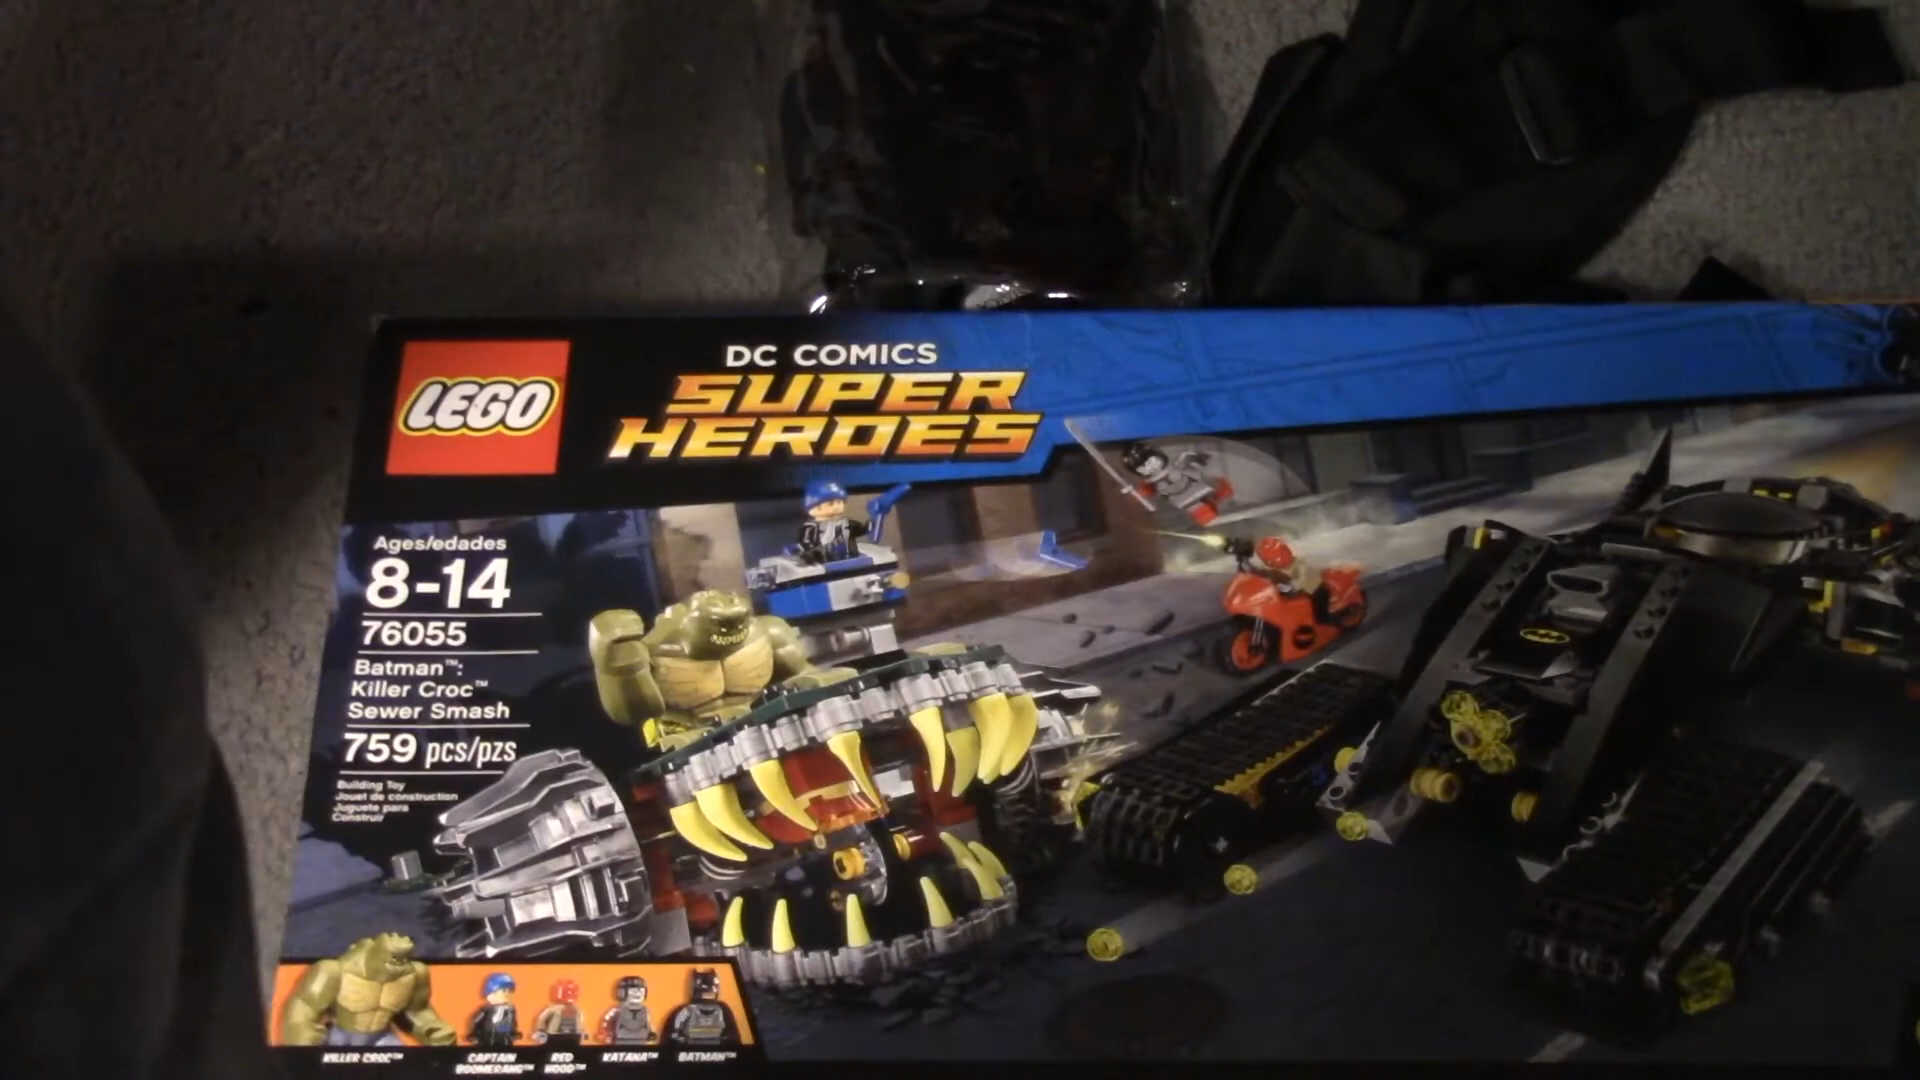 LEGO
DC COMICS
SUPER
HEROES
Ages/edades
8-14
76055
Batman™:
Killer Croc™
Sewer Smash
759 pcs/pzs
Building Toy
Jouet de construction
Juguete para
Construir
KILLER CROC™
CAPTAIN
BOOMERANG™
RED
HOOD™
KATANA™
BATMAN™